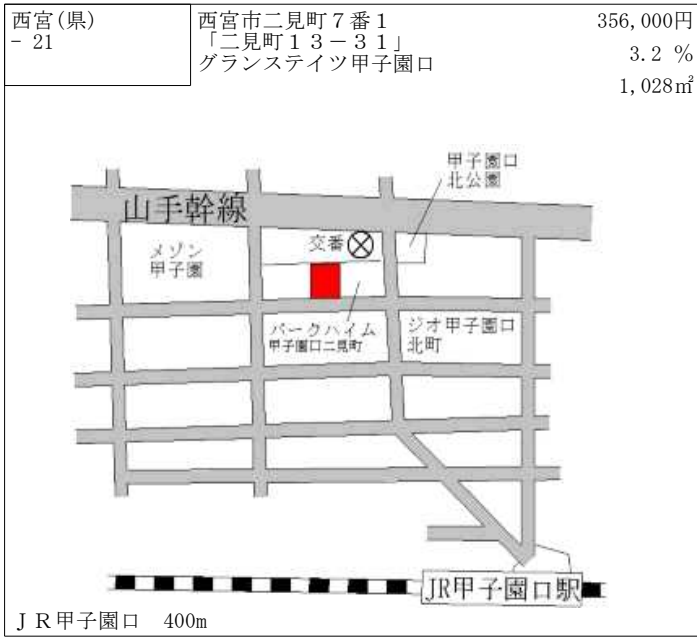 西宮(県)
- 21
西宮市二見町７番１
「二見町１３－３１」
グランステイツ甲子園口
356,000円
3.2 %
1,028㎡
甲子園口
北公園
山手幹線
交番
メゾン
甲子園
パークハイム
甲子園口二見町
ジオ甲子園口
北町
JR甲子園口駅
ＪＲ甲子園口　400m